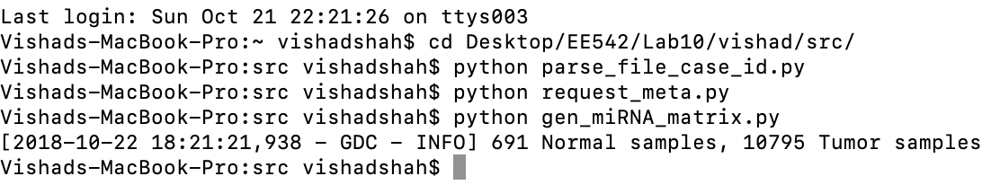 Last login: Sun Oct 21 22:21:26 on ttys003
Vishads-MacBook-Pro:~ vishadshah$ cd Desktop/EE542/Lab10/vishad/src/
Vishads-MacBook-Pro:src vishadshah$ python parse_file_case_id.py
Vishads-MacBook-Pro:src vishadshah$ python request_meta.py
Vishads-MacBook-Pro:src vishadshah$ python gen_miRNA_matrix.py
[2018-10-22 18:21:21,938 - GDC - INFO] 691 Normal samples, 10795 Tumor samples
Vishads-MacBook-Pro:src vishadshah$